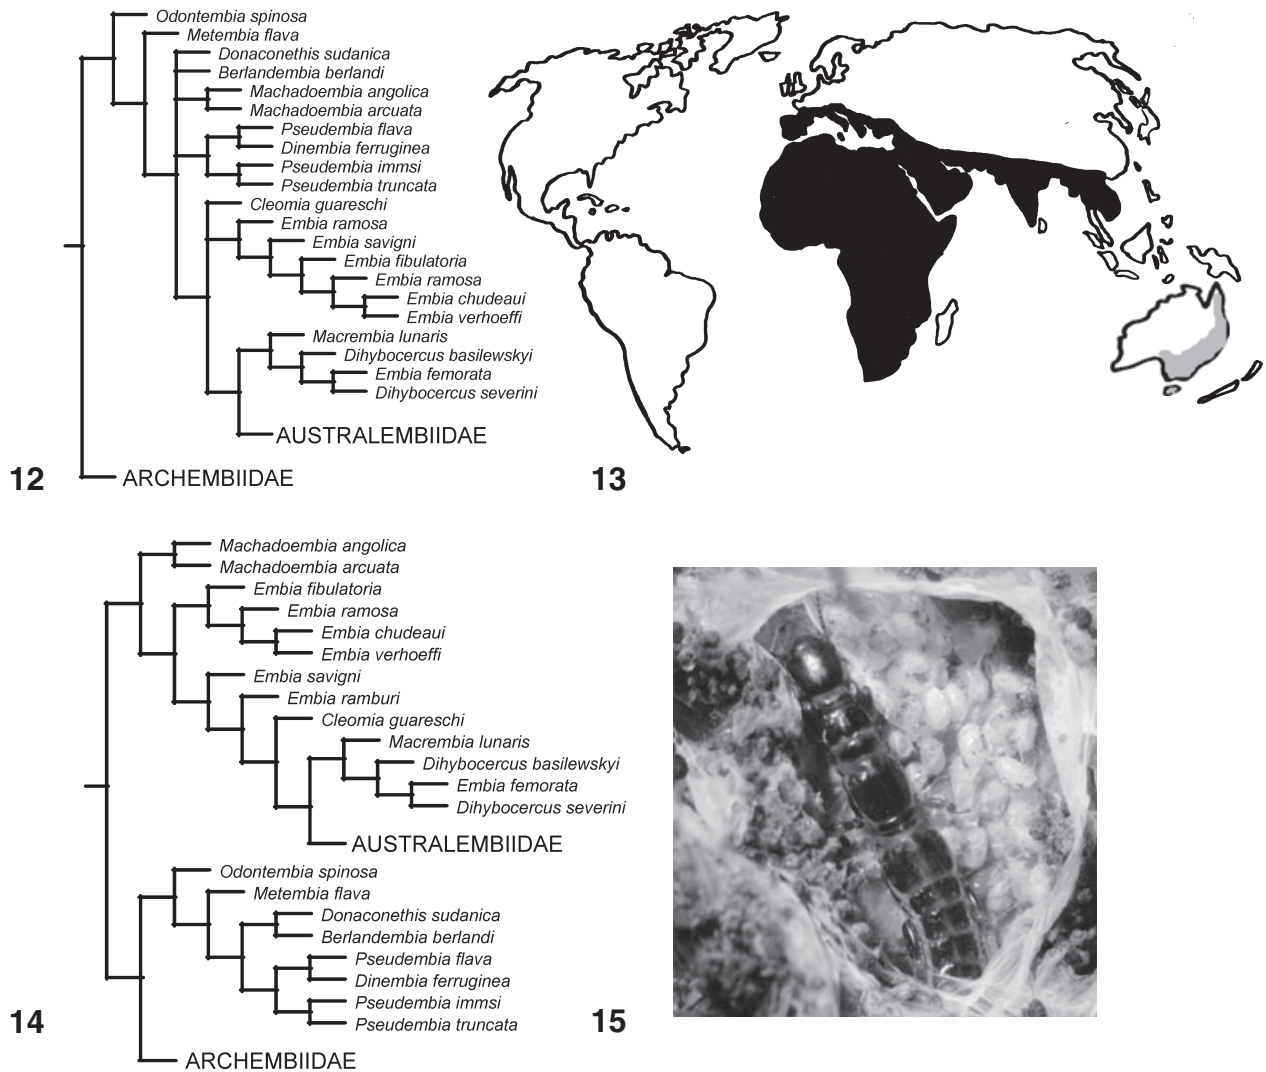 Odontembia spinosa
Metembia flava
Donaconethis sudanica
Berlandembia berlandi
Machadoembia angolica
Machadoembia arcuata
Pseudembia flava
Dinembia ferruginea
Pseudembia immsi
Pseudembia truncata
Cleomia guareschi
Embia ramosa
Embia savigni
Embia fibulatoria
Embia ramosa
Embia chudeaui
Embia verhoeffi
Macrembia lunaris
Dihybocercus basilewskyi
Embia femorata
Dihybocercus severini
AUSTRALEMBIIDAE
ARCHEMBIIDAE
12
13
Machadoembia angolica
Machadoembia arcuata
Embia fibulatoria
Embia ramosa
Embia chudeaui
Embia verhoeffi
Embia savigni
Embia ramburi
Cleomia guareschi
Macrembia lunaris
Dihybocercus basilewskyi
Embia femorata
Dihybocercus severini
AUSTRALEMBIIDAE
Odontembia spinosa
Metembia flava
Donaconethis sudanica
Berlandembia berlandi
Pseudembia flava
Dinembia ferruginea
Pseudembia immsi
Pseudembia truncata
ARCHEMBIIDAE
14
15